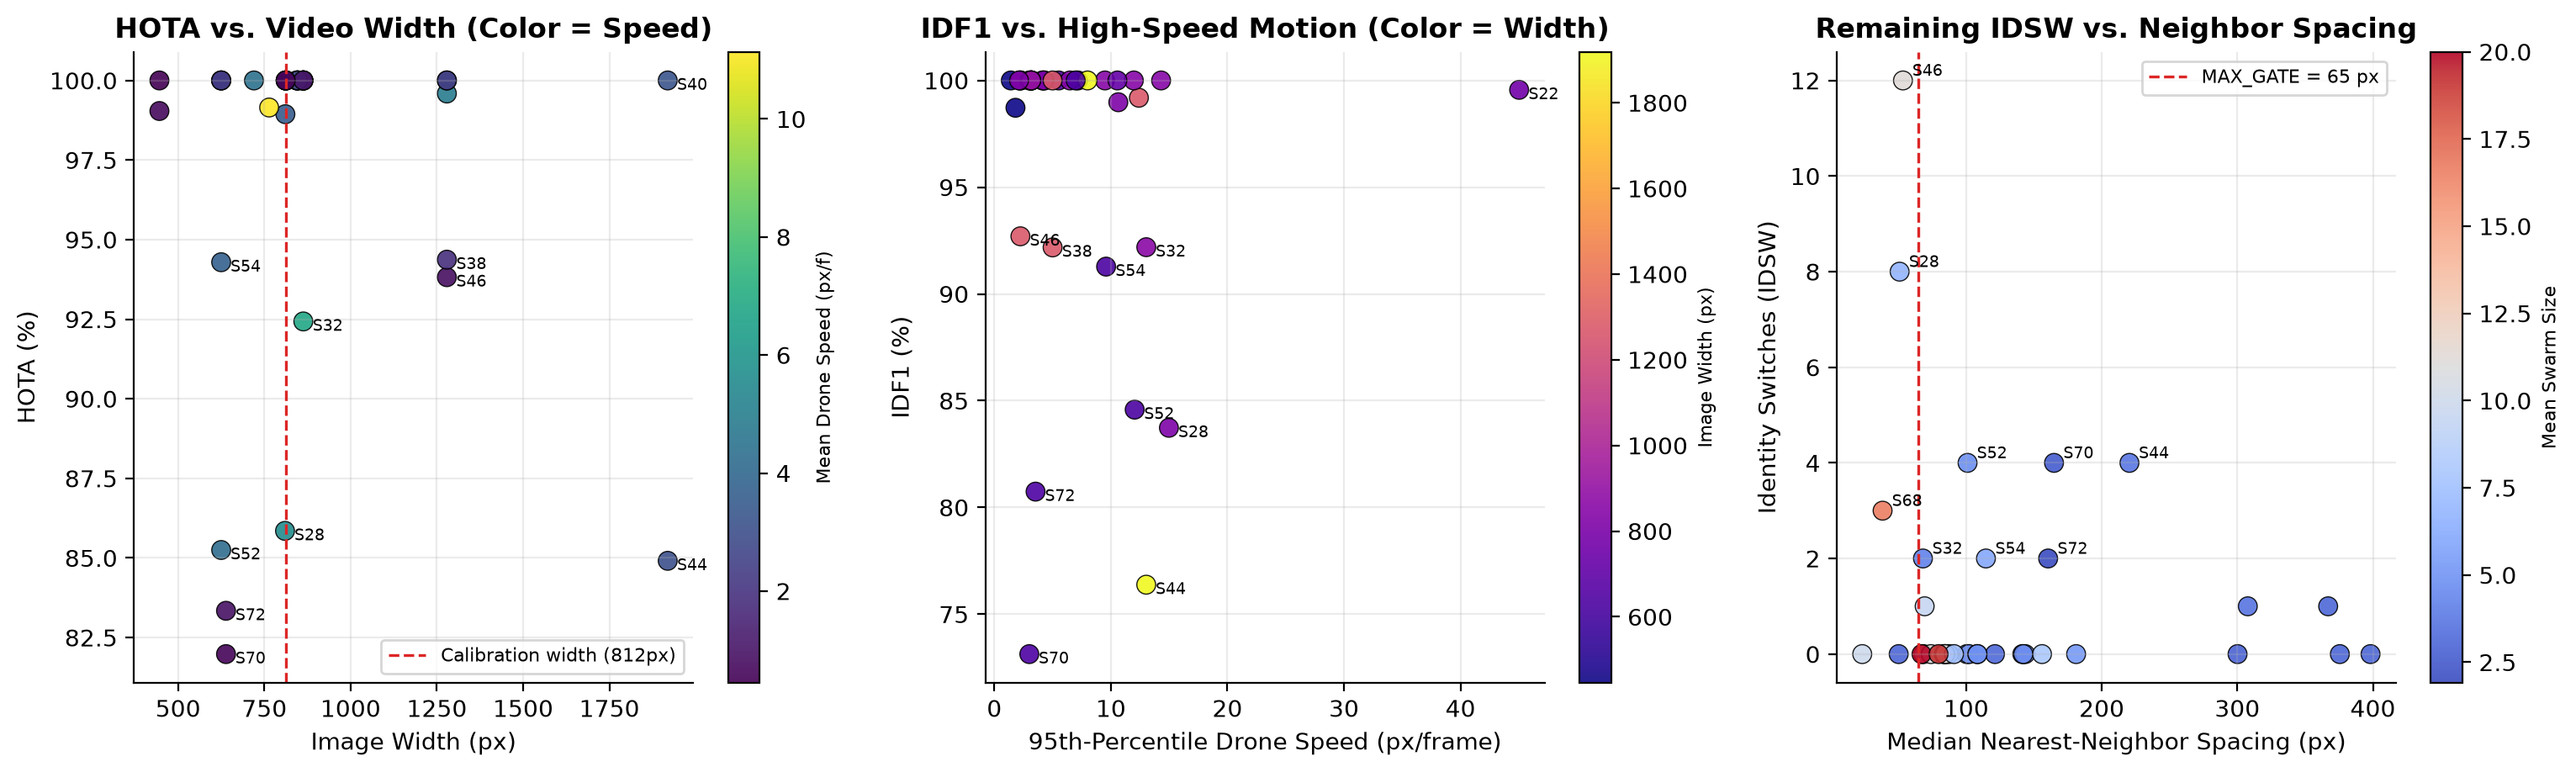 HOTA vs. Video Width (Color = Speed)
100.0
97.5
95.0
92.5
90.0
87.5
85.0
82.5
HOTA (%)
S40
S54
S38
S46
S32
S28
S52
S44
S72
S70
Calibration width (812px)
500 750 1000 1250 1500 1750
Image Width (px)
10
8
6
4
2
Mean Drone Speed (px/f)
IDF1 vs. High-Speed Motion (Color = Width)
100
95
90
85
80
75
IDF1 (%)
S22
S46
S38
S32
S54
S52
S28
S72
S44
S70
0 10 20 30 40
95th-Percentile Drone Speed (px/frame)
1800
1600
1400
1200
1000
800
600
Image Width (px)
Remaining IDSW vs. Neighbor Spacing
12
10
8
6
4
2
0
Identity Switches (IDSW)
S46
MAX_GATE = 65 px
S28
S52
S70
S44
S68
S32
S54
S72
100 200 300 400
Median Nearest-Neighbor Spacing (px)
20.0
17.5
15.0
12.5
10.0
7.5
5.0
2.5
Mean Swarm Size